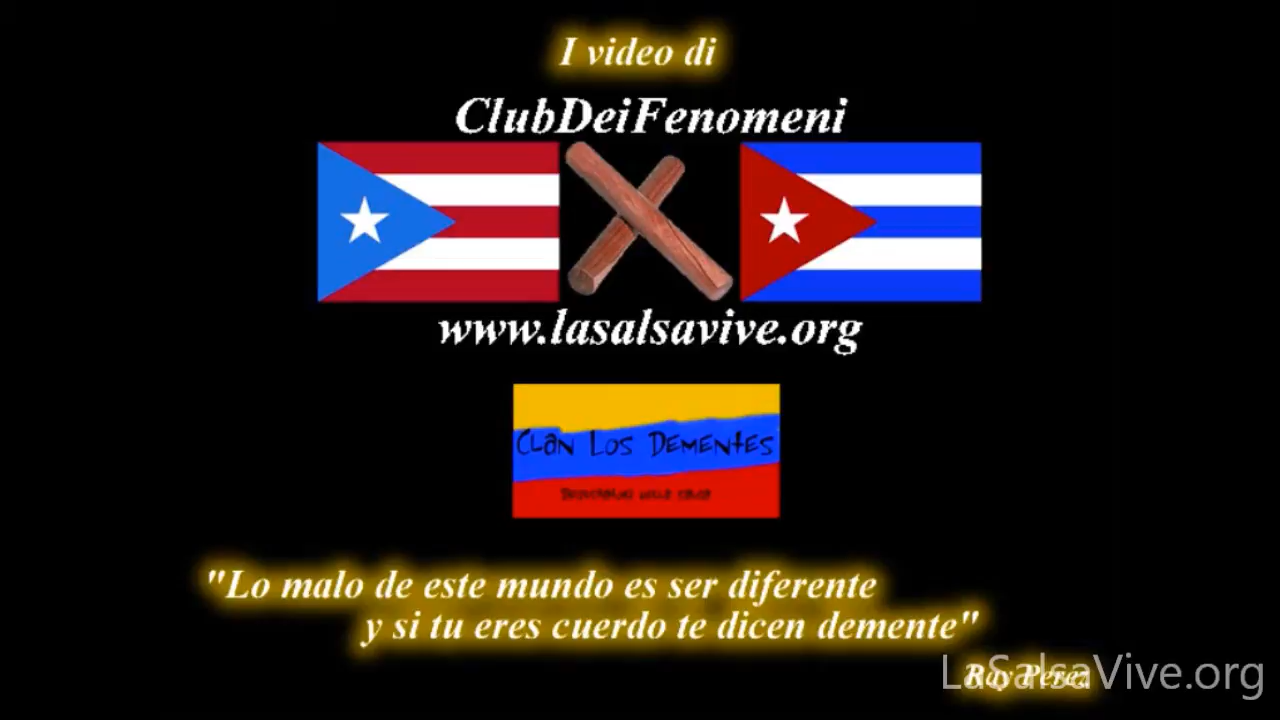 I video di
ClubDeiFenomeni
www.lasalsavive.org
Clan Los Dementes
"Lo malo de este mundo es ser diferente
y si tu eres cuerdo te dicen demente"
Ray Perez
LaSalsaVive.org